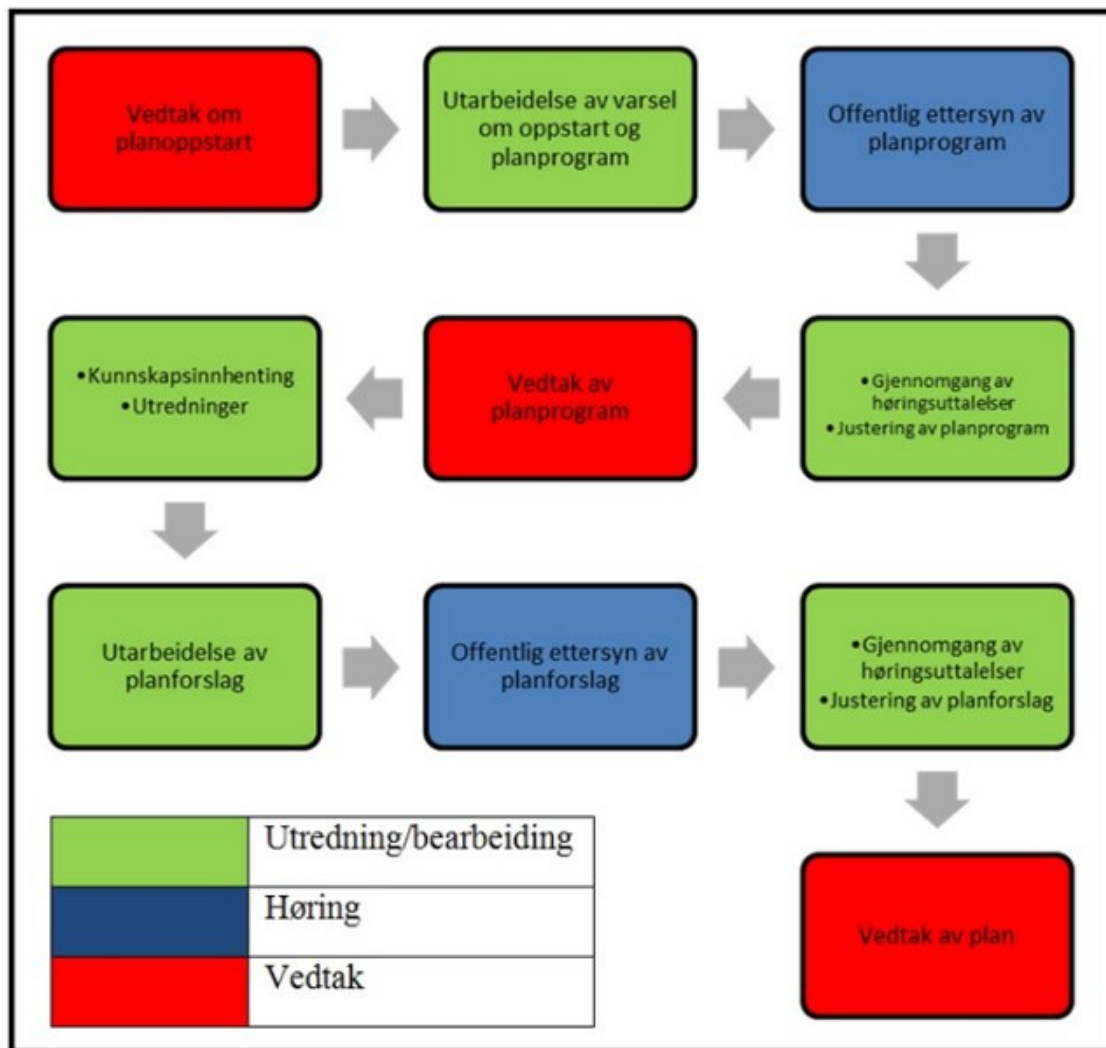 Vedtak om
planoppstart
Utarbeidelse av varsel
om oppstart og
planprogram
Offentlig ettersyn av
planprogram
•Gjennomgang av
høringsuttalelser
•Justering av planprogram
Vedtak av
planprogram
•Kunnskapsinnhenting
•Utredninger
Utarbeidelse av
planforslag
Offentlig ettersyn av
planforslag
•Gjennomgang av
høringsuttalelser
•Justering av planforslag
Vedtak av plan
Utredning/bearbeiding
Høring
Vedtak